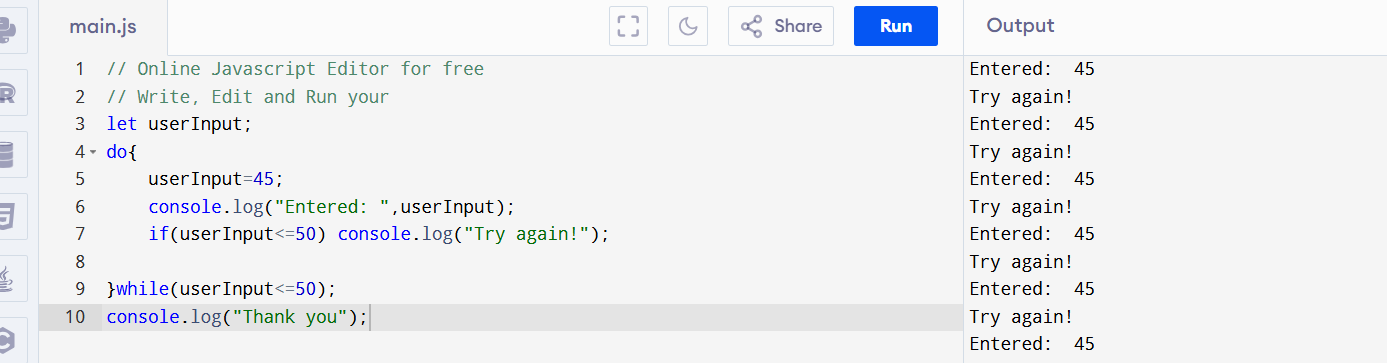 main.js
Share
Run
Output
1 // Online Javascript Editor for free
2 // Write, Edit and Run your
3 let userInput;
4 do{
5     userInput=45;
6     console.log("Entered: ",userInput);
7     if(userInput<=50) console.log("Try again!");
8
9 }while(userInput<=50);
10 console.log("Thank you");
Entered:  45
Try again!
Entered:  45
Try again!
Entered:  45
Try again!
Entered:  45
Try again!
Entered:  45
Try again!
Entered:  45